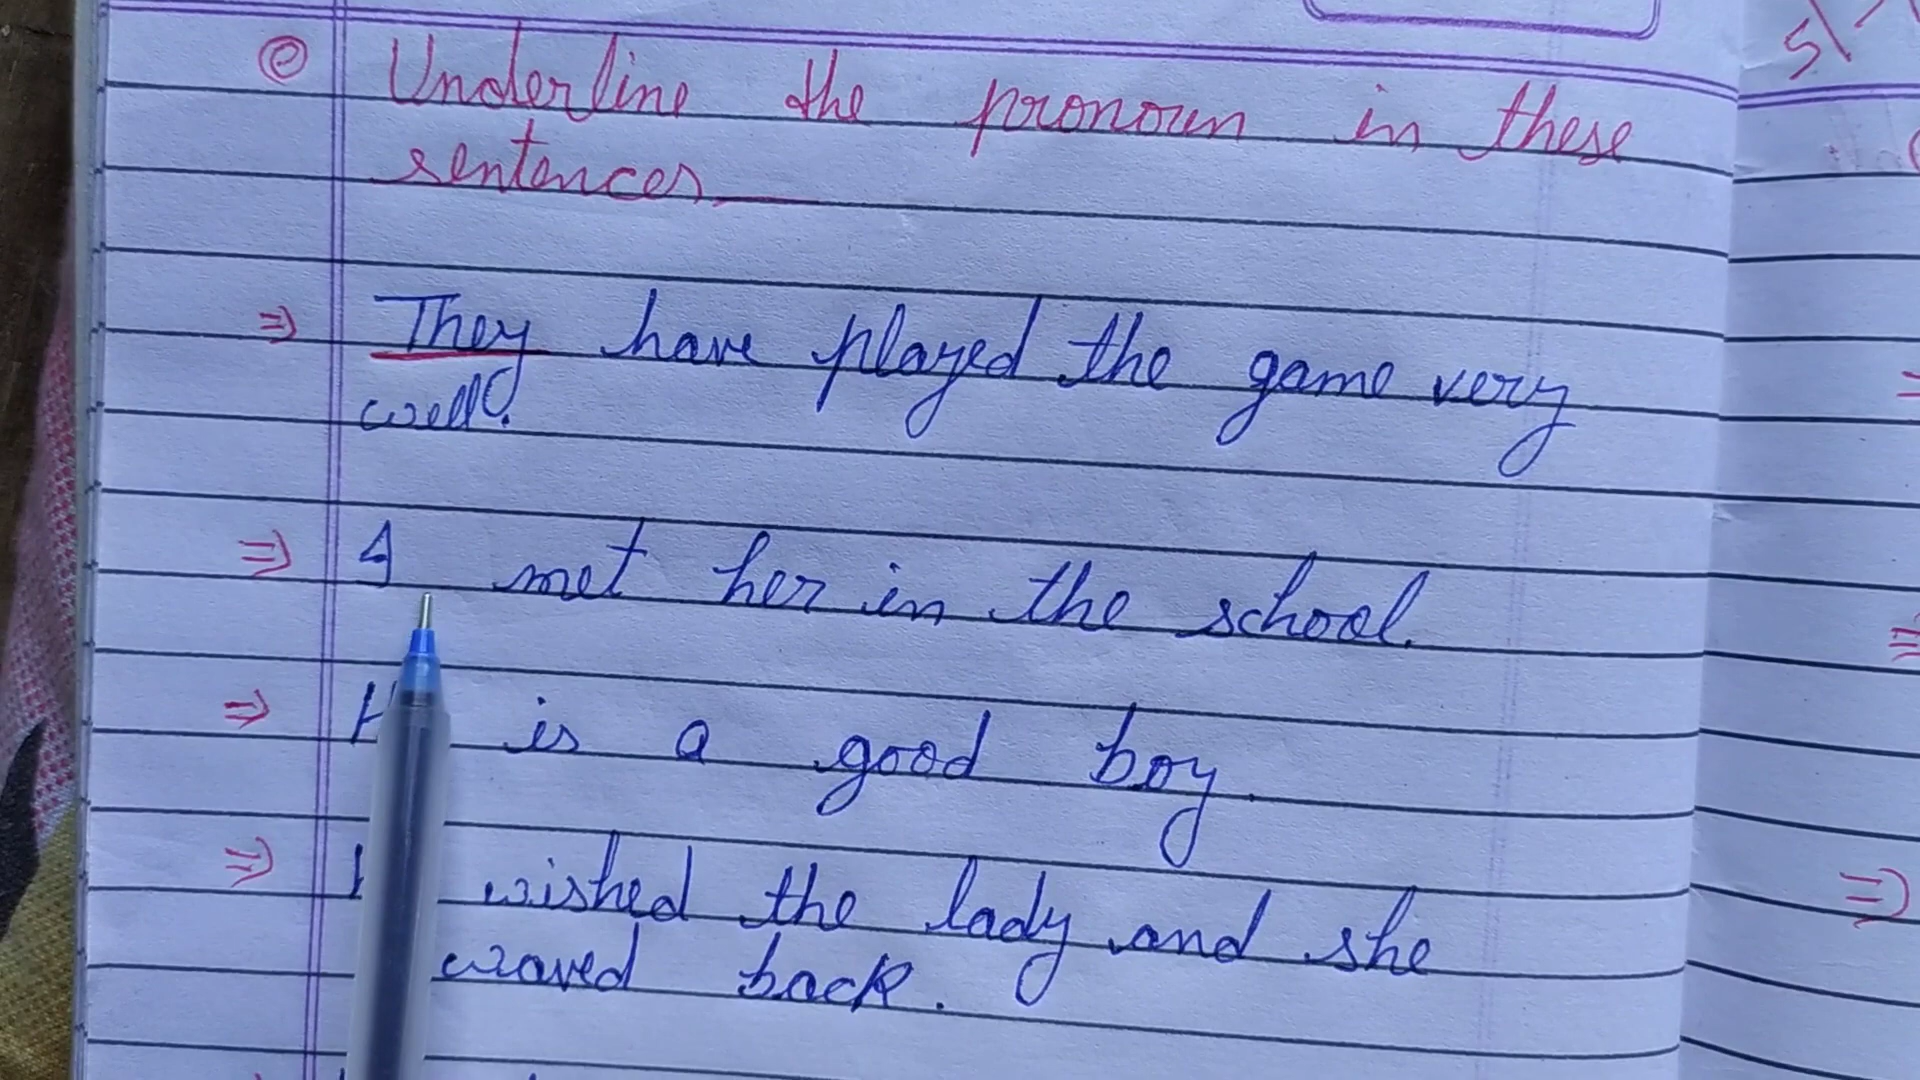 Underline the pronoun in these
sentences.
⇒ They have played the game very
well.
⇒ I met her in the school.
⇒ is a good boy.
⇒ wished the lady and she
waved back.